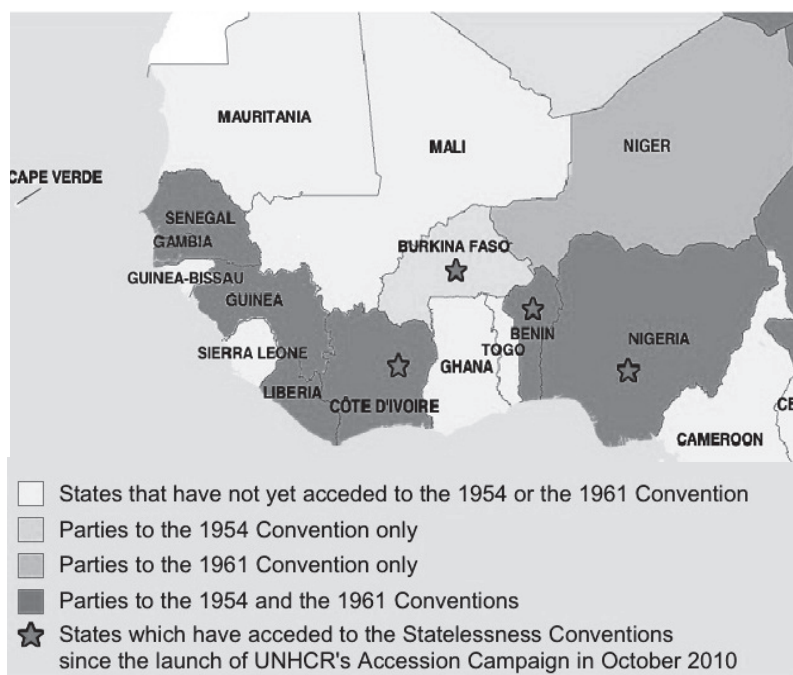 MAURITANIA
MALI
NIGER
CAPE VERDE
SENEGAL
GAMBIA
BURKINA FASO
GUINEA-BISSAU
GUINEA
BENIN
NIGERIA
TOGO
SIERRA LEONE
GHANA
LIBERIA
CÔTE D'IVOIRE
CE
CAMEROON
States that have not yet acceded to the 1954 or the 1961 Convention
Parties to the 1954 Convention only
Parties to the 1961 Convention only
Parties to the 1954 and the 1961 Conventions
States which have acceded to the Statelessness Conventions
since the launch of UNHCR's Accession Campaign in October 2010